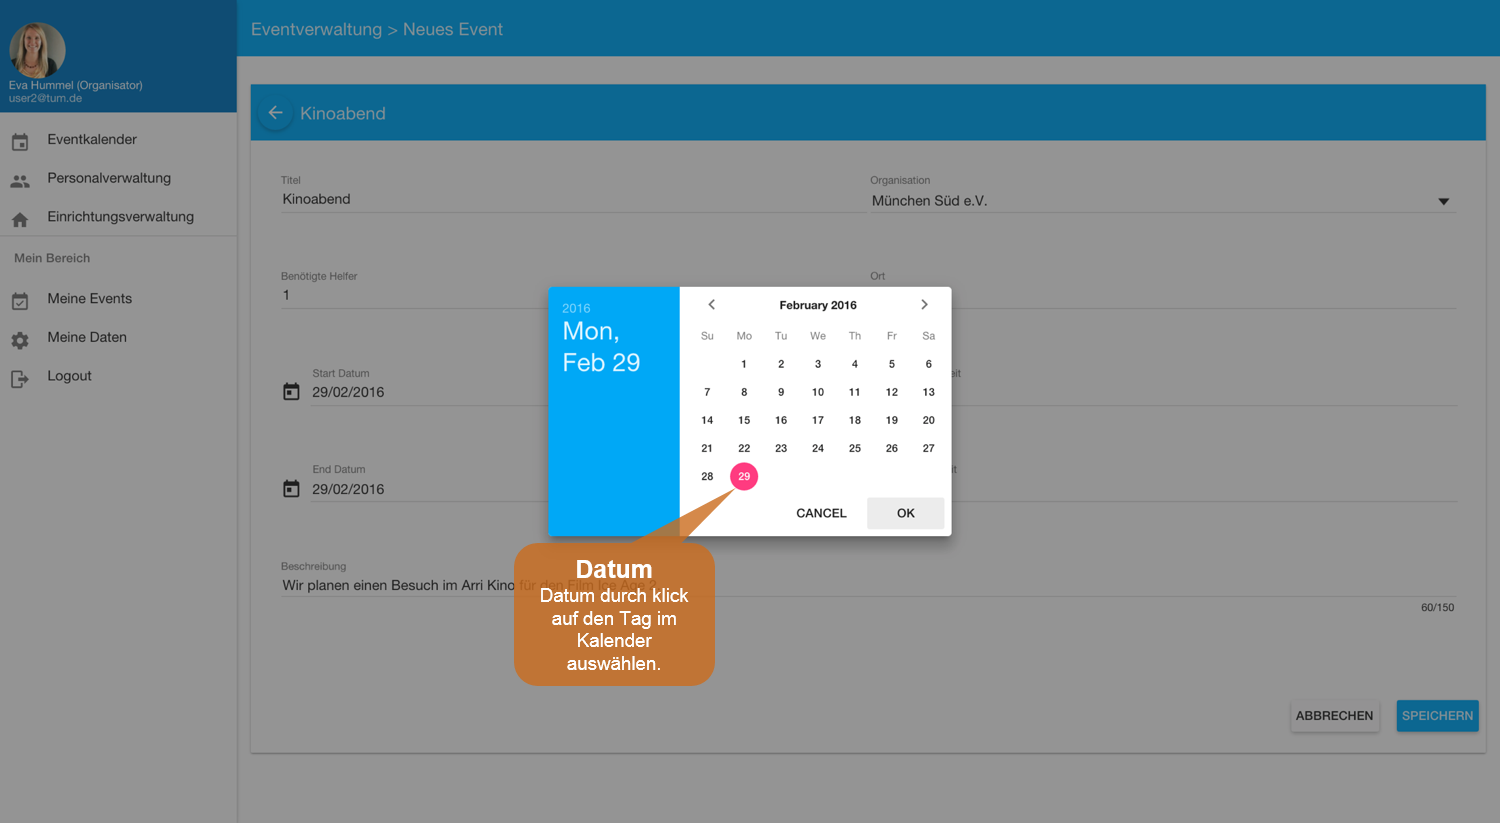 Eva Hummel (Organisator)
user2@tum.de
Eventkalender
Personalverwaltung
Einrichtungsverwaltung
Mein Bereich
Meine Events
Meine Daten
Logout
Eventverwaltung > Neues Event
Kinoabend
Titel
Kinoabend
Organisation
München Süd e.V.
Benötigte Helfer
1
Ort
Start Datum
29/02/2016
eit
End Datum
29/02/2016
it
Beschreibung
Wir planen einen Besuch im Arri Kino für den Film Ice Age 2
60/150
ABBRECHEN
SPEICHERN
2016
Mon,
Feb 29
February 2016
Su Mo Tu We Th Fr Sa
1 2 3 4 5 6
7 8 9 10 11 12 13
14 15 16 17 18 19 20
21 22 23 24 25 26 27
28 29
CANCEL
OK
Datum
Datum durch klick
auf den Tag im
Kalender
auswählen.